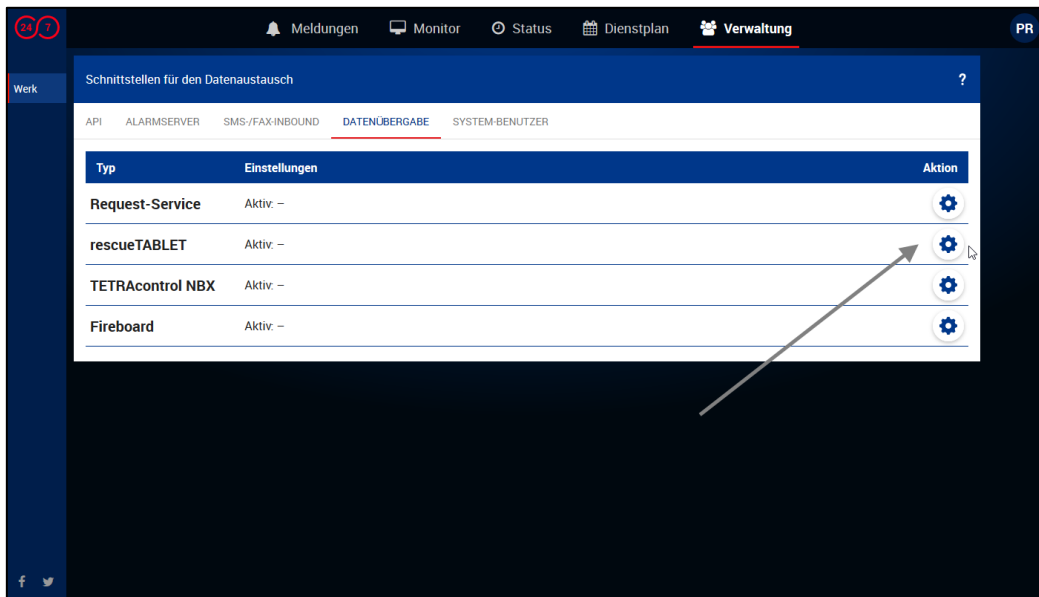 24 7 Meldungen Monitor Status Dienstplan Verwaltung PR
Werk
Schnittstellen für den Datenaustausch ?
API ALARMSERVER SMS-/FAX-INBOUND DATENÜBERGABE SYSTEM-BENUTZER
Typ Einstellungen Aktion
Request-Service Aktiv: –
rescueTABLET Aktiv: –
TETRAcontrol NBX Aktiv: –
Fireboard Aktiv: –